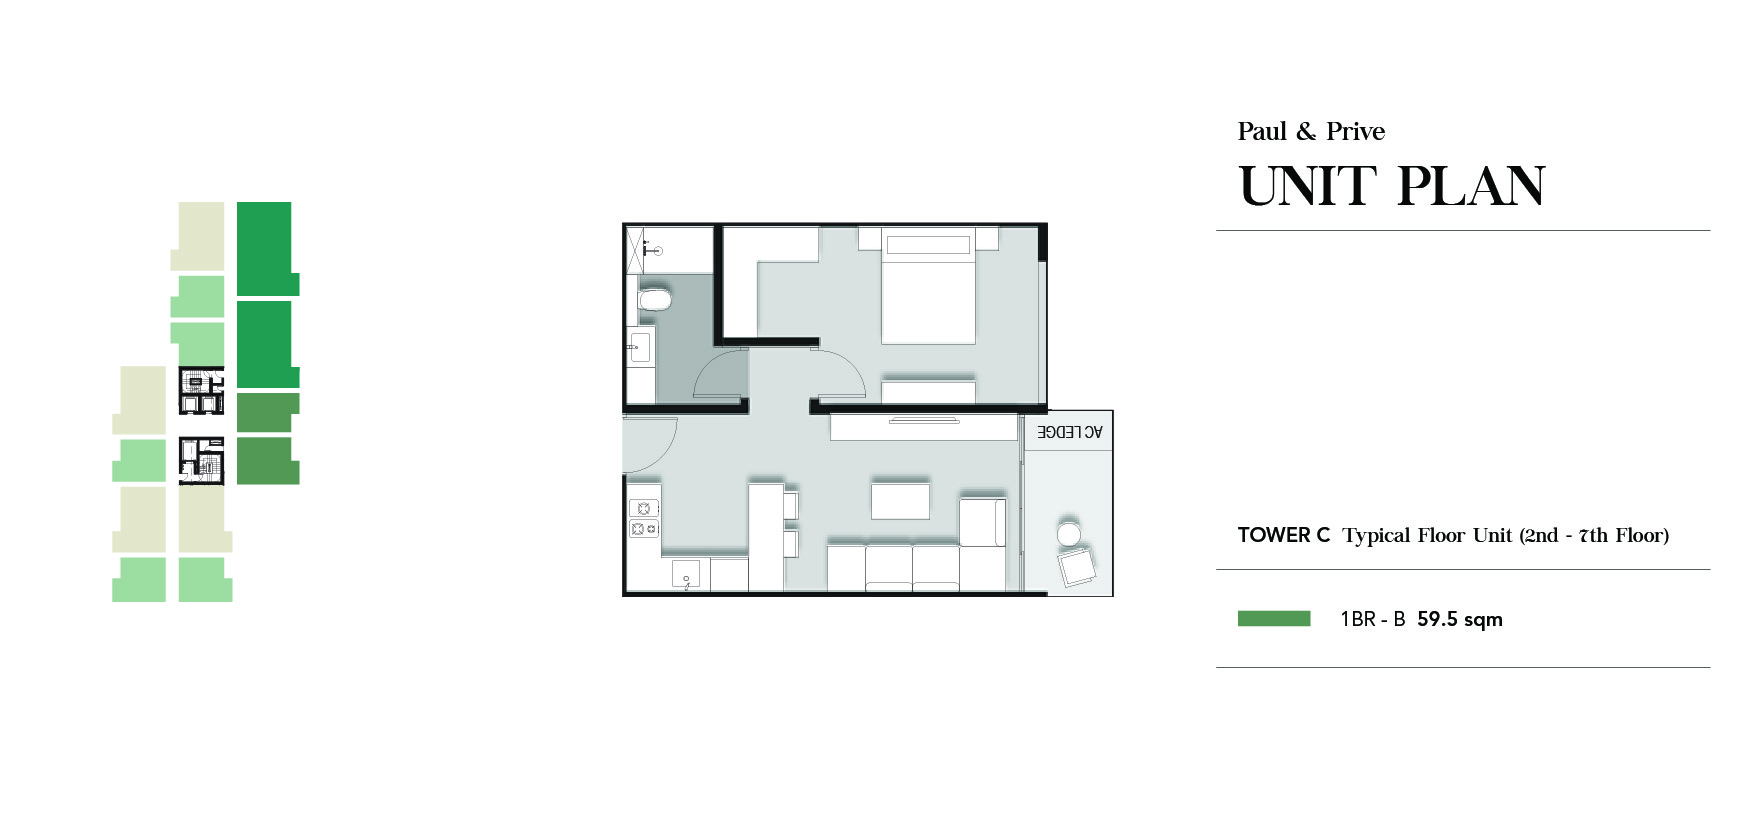 Paul & Prive
UNIT PLAN
AC LEDGE
TOWER C Typical Floor Unit (2nd - 7th Floor)
1BR - B 59.5 sqm